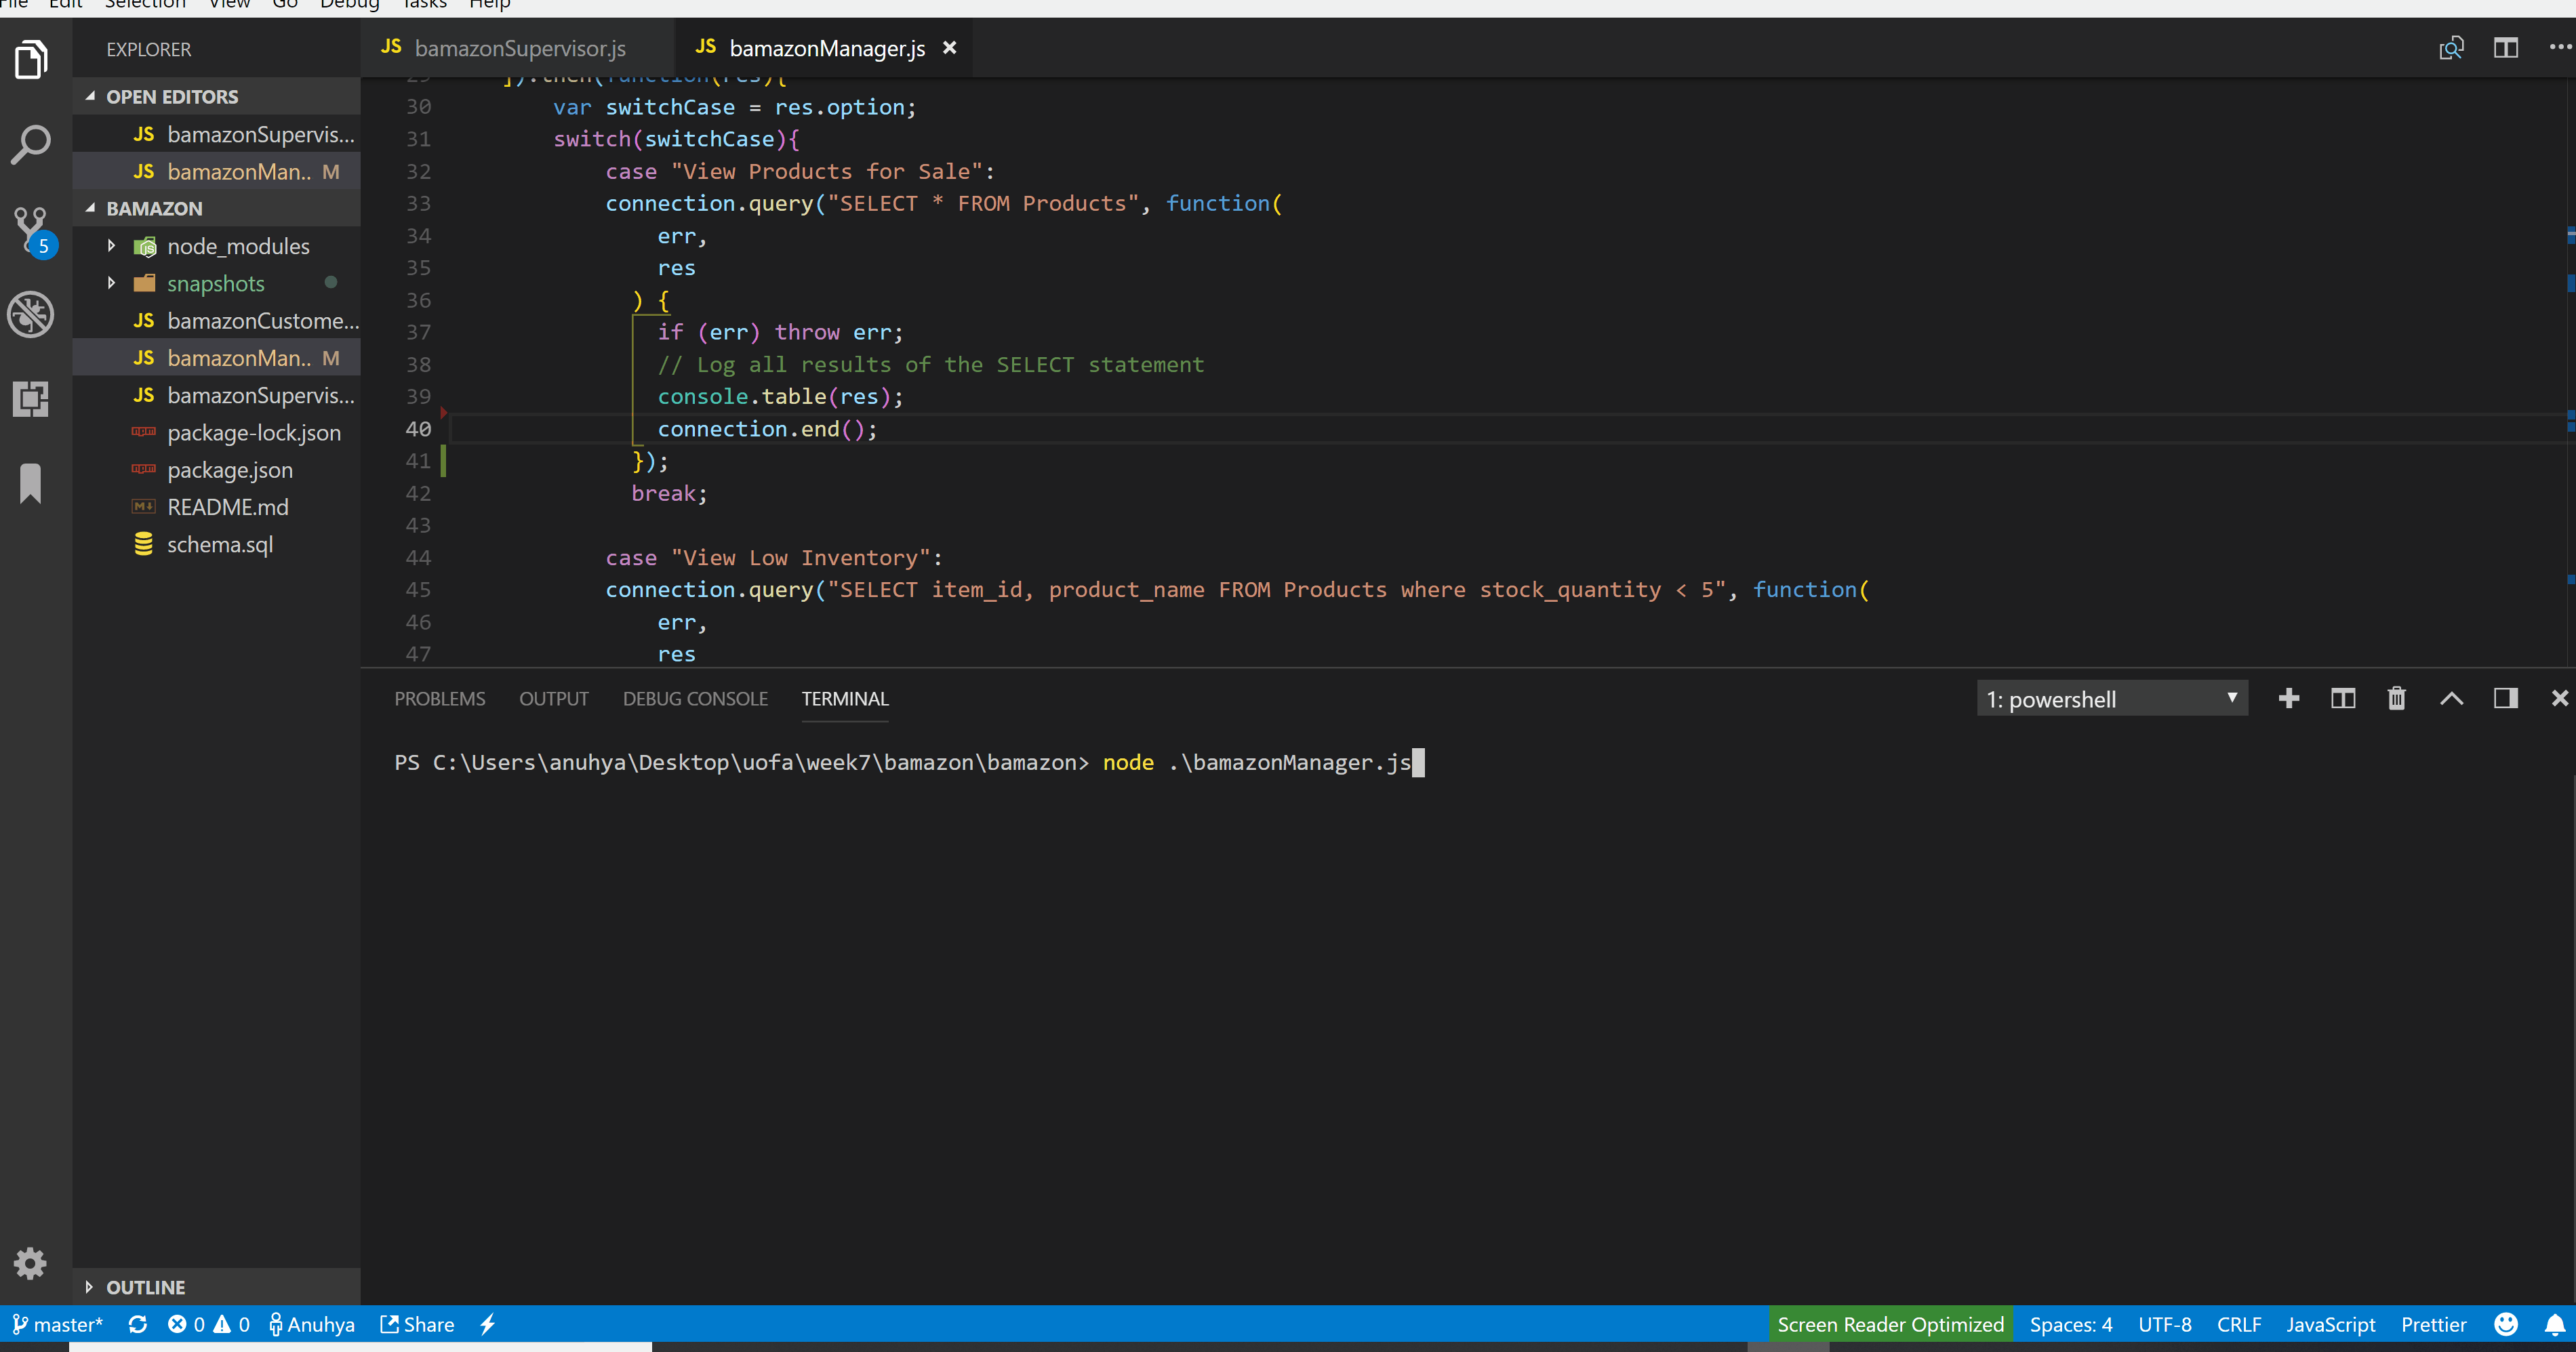 File Edit Selection View Go Debug Tasks Help
EXPLORER
OPEN EDITORS
JS bamazonSupervis...
JS bamazonMan.. M
BAMAZON
node_modules
snapshots
JS bamazonCustome...
JS bamazonMan.. M
JS bamazonSupervis...
package-lock.json
package.json
README.md
schema.sql
OUTLINE
5
JS bamazonSupervisor.js JS bamazonManager.js
29 ]).then(function(res){
30 var switchCase = res.option;
31 switch(switchCase){
32 case "View Products for Sale":
33 connection.query("SELECT * FROM Products", function(
34 err,
35 res
36 ) {
37 if (err) throw err;
38 // Log all results of the SELECT statement
39 console.table(res);
40 connection.end();
41 });
42 break;
43
44 case "View Low Inventory":
45 connection.query("SELECT item_id, product_name FROM Products where stock_quantity < 5", function(
46 err,
47 res
PROBLEMS OUTPUT DEBUG CONSOLE TERMINAL 1: powershell
PS C:\Users\anuhya\Desktop\uofa\week7\bamazon\bamazon> node .\bamazonManager.js
master* 0 0 Anuhya Share Screen Reader Optimized Spaces: 4 UTF-8 CRLF JavaScript Prettier